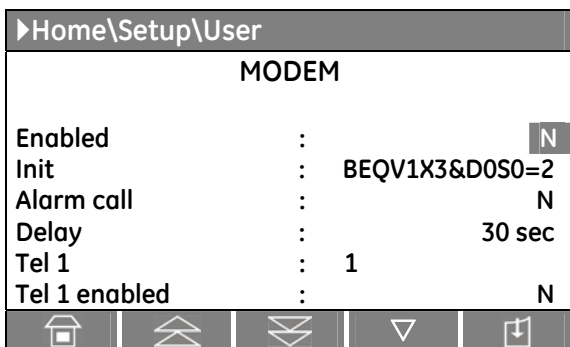 Home\Setup\User
MODEM
Enabled : N
Init : BEQV1X3&D0S0=2
Alarm call : N
Delay : 30 sec
Tel 1 : 1
Tel 1 enabled : N